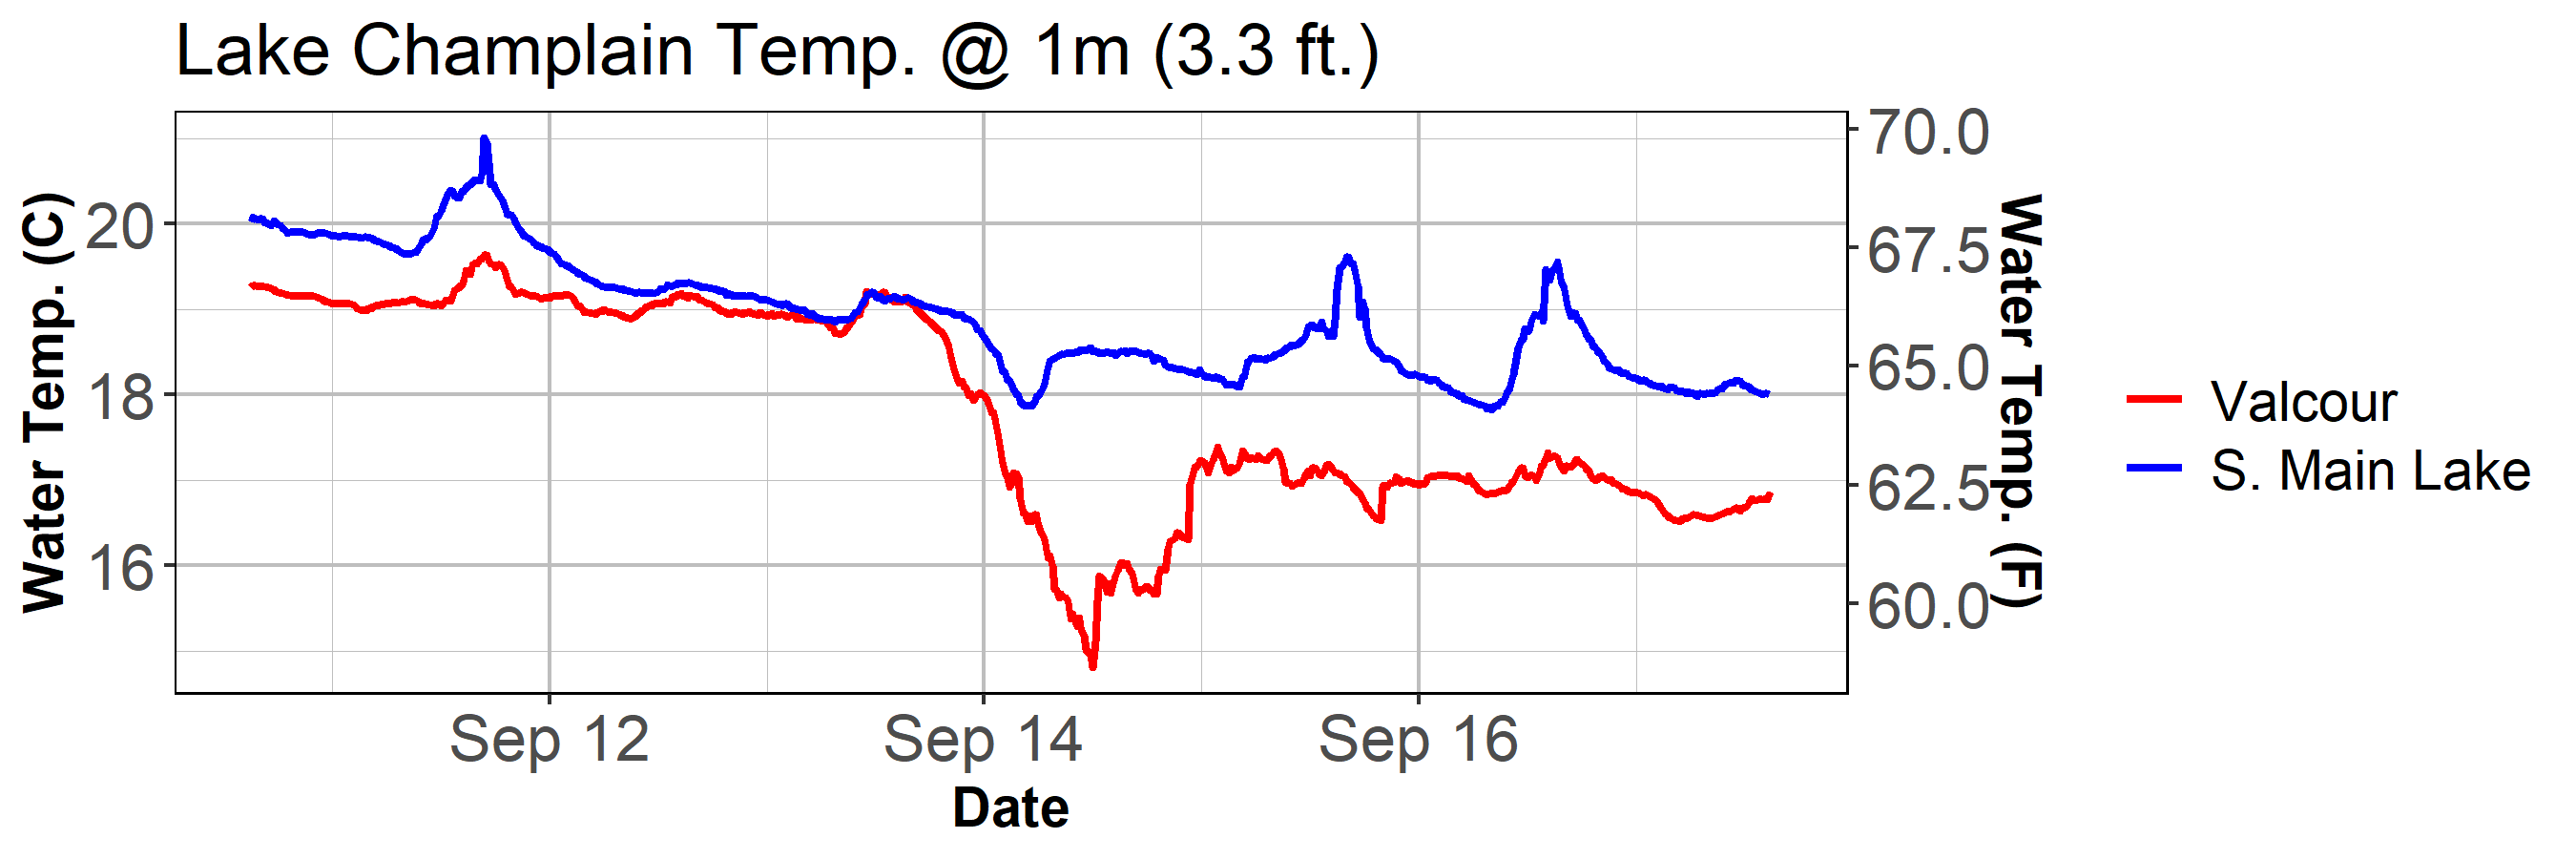 Lake Champlain Temp. @ 1m (3.3 ft.)
Water Temp. (C)
20
18
16
70.0
67.5
65.0
62.5
60.0
Water Temp. (F)
Sep 12
Sep 14
Sep 16
Date
Valcour
S. Main Lake